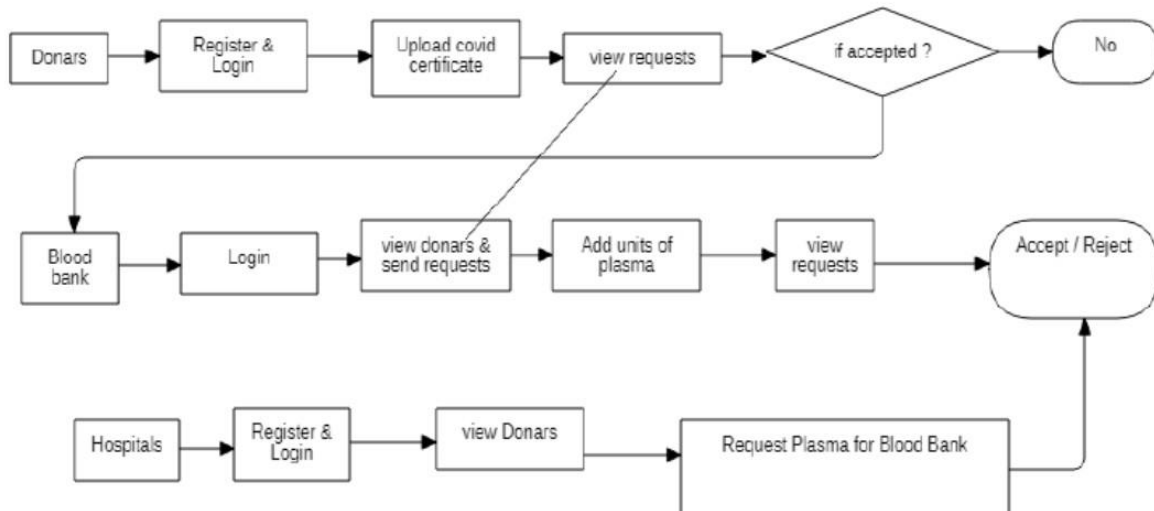 Donars
Register &
Login
Upload covid
certificate
view requests
if accepted ?
No
Blood
bank
Login
view donars &
send requests
Add units of
plasma
view
requests
Accept / Reject
Hospitals
Register &
Login
view Donars
Request Plasma for Blood Bank